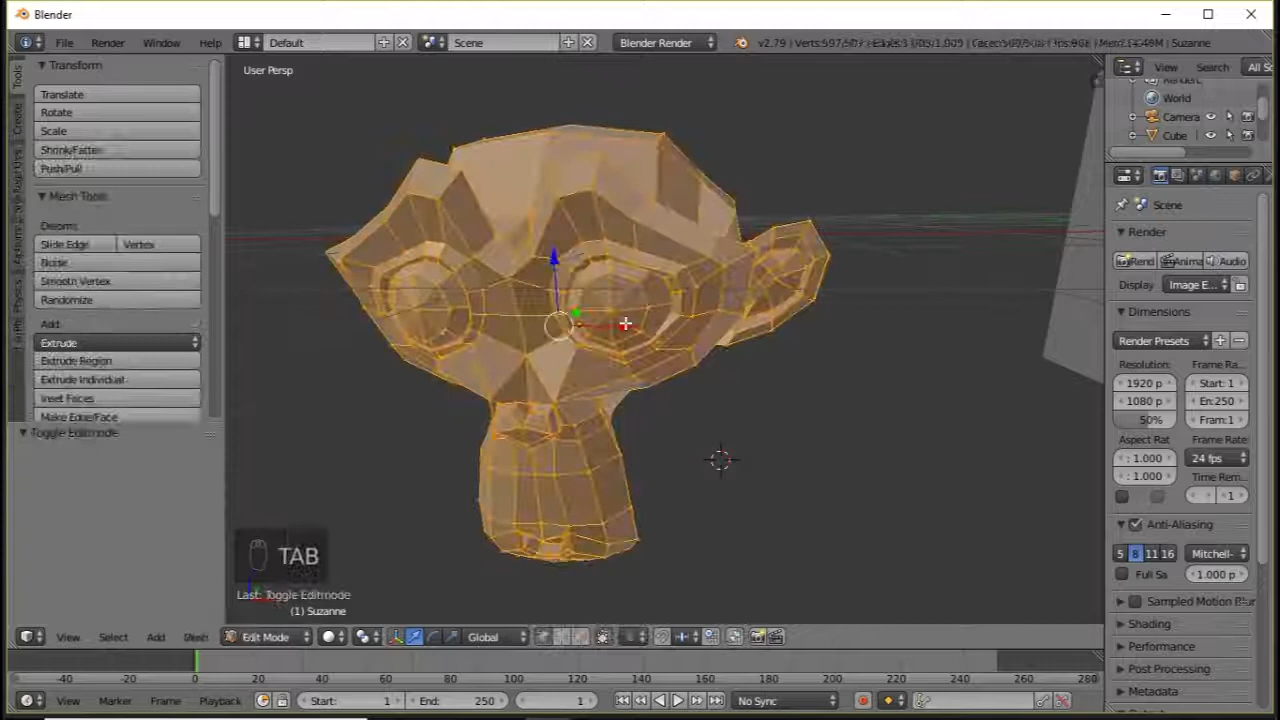 Blender
File Render Window Help Default Scene Blender Render v2.79 | Verts:507/507 | Suzanne
Transform
Translate
Rotate
Scale
Shrink/Fatten
Push/Pull
Mesh Tools
Deform:
Slide Edge Vertex
Noise
Smooth Vertex
Randomize
Add:
Extrude
Extrude Region
Extrude Individual
Inset Faces
Make Edge/Face
Toggle Editmode
Tools
Create
Physics
User Persp
TAB
Last: Toggle Editmode
(1) Suzanne
View Search All Sc
World
Camera
Cube
Scene
Render
Rend Anima Audio
Display Image E...
Dimensions
Render Presets
Resolution: Frame Ra...
1920 p Start: 1
1080 p En:250
50% Fram:1
Aspect Rat Frame Rate:
: 1.000 24 fps
: 1.000 Time Rem...
1
Anti-Aliasing
5 8 11 16 Mitchell-
Full Sa 1.000 p
Sampled Motion Blur
Shading
Performance
Post Processing
Metadata
View Select Add Mesh Edit Mode Global
-40 -20 0 20 40 60 80 100 120 140 160 180 200 220 240 260 280
View Marker Frame Playback Start: 1 End: 250 1 No Sync